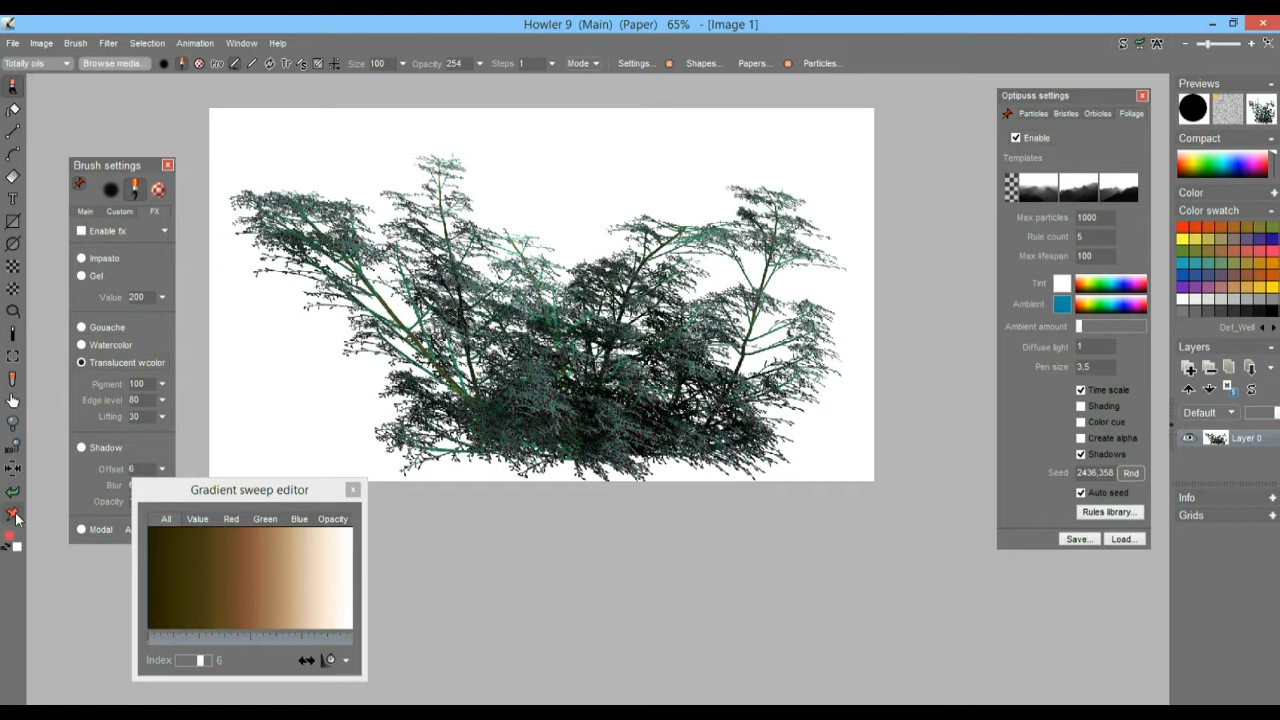 Howler 9 (Main) (Paper) 65% - [Image 1]
File Image Brush Filter Selection Animation Window Help
Totally oils Browse media... Pro Tr Size 100 Opacity 254 Steps 1 Mode Settings... Shapes... Papers... Particles...
Brush settings
Main Custom FX
Enable fx
Impasto
Gel
Value 200
Gouache
Watercolor
Translucent wcolor
Pigment 100
Edge level 80
Lifting 30
Shadow
Offset 6
Blur
Opacity
Modal
Gradient sweep editor
All Value Red Green Blue Opacity
Index 6
Optipuss settings
Particles Bristles Orbicles Foliage
Enable
Templates
Max particles 1000
Rule count 5
Max lifespan 100
Tint
Ambient
Ambient amount
Diffuse light 1
Pen size 3,5
Time scale
Shading
Color cue
Create alpha
Shadows
Seed 2436,358 Rnd
Auto seed
Rules library...
Save... Load...
Previews
Compact
Color
Color swatch
Def_Well
Layers
Default
Layer 0
Info
Grids